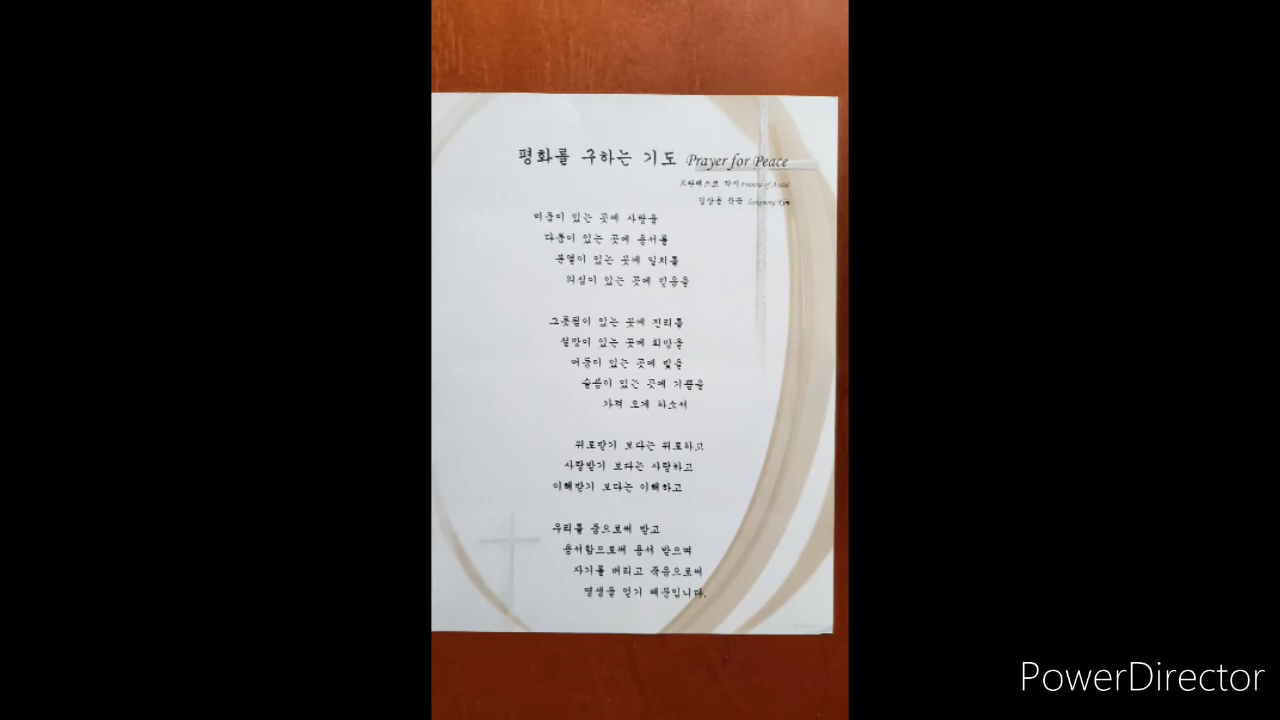 평화를 구하는 기도 Prayer for Peace
프란체스코 작시 Francis of Assisi
김상용 작곡 Sangyong Kim
미움이 있는 곳에 사랑을
다툼이 있는 곳에 용서를
분열이 있는 곳에 일치를
의심이 있는 곳에 믿음을
그릇됨이 있는 곳에 진리를
절망이 있는 곳에 희망을
어둠이 있는 곳에 빛을
슬픔이 있는 곳에 기쁨을
가져 오게 하소서
위로받기 보다는 위로하고
사랑받기 보다는 사랑하고
이해받기 보다는 이해하고
우리를 줌으로써 받고
용서함으로써 용서 받으며
자기를 버리고 죽음으로써
영생을 얻기 때문입니다.
PowerDirector